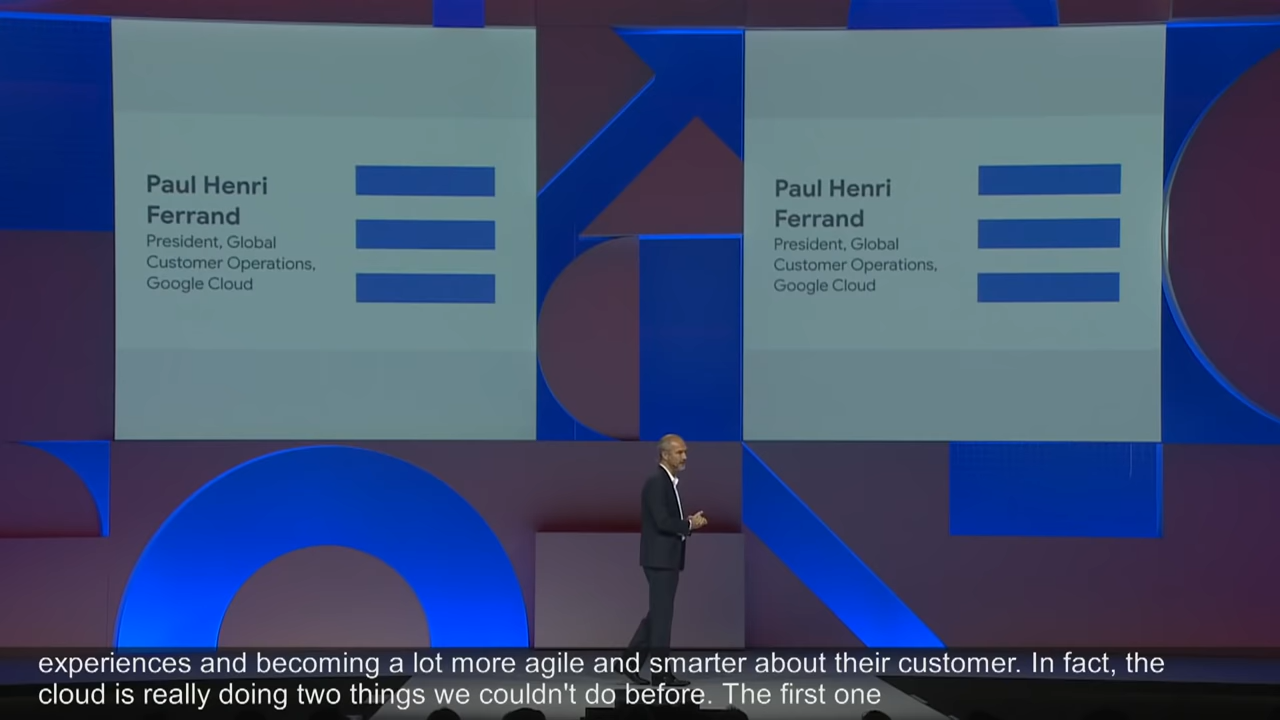 Paul Henri
Ferrand
President, Global
Customer Operations,
Google Cloud
Paul Henri
Ferrand
President, Global
Customer Operations,
Google Cloud
experiences and becoming a lot more agile and smarter about their customer. In fact, the
cloud is really doing two things we couldn't do before. The first one